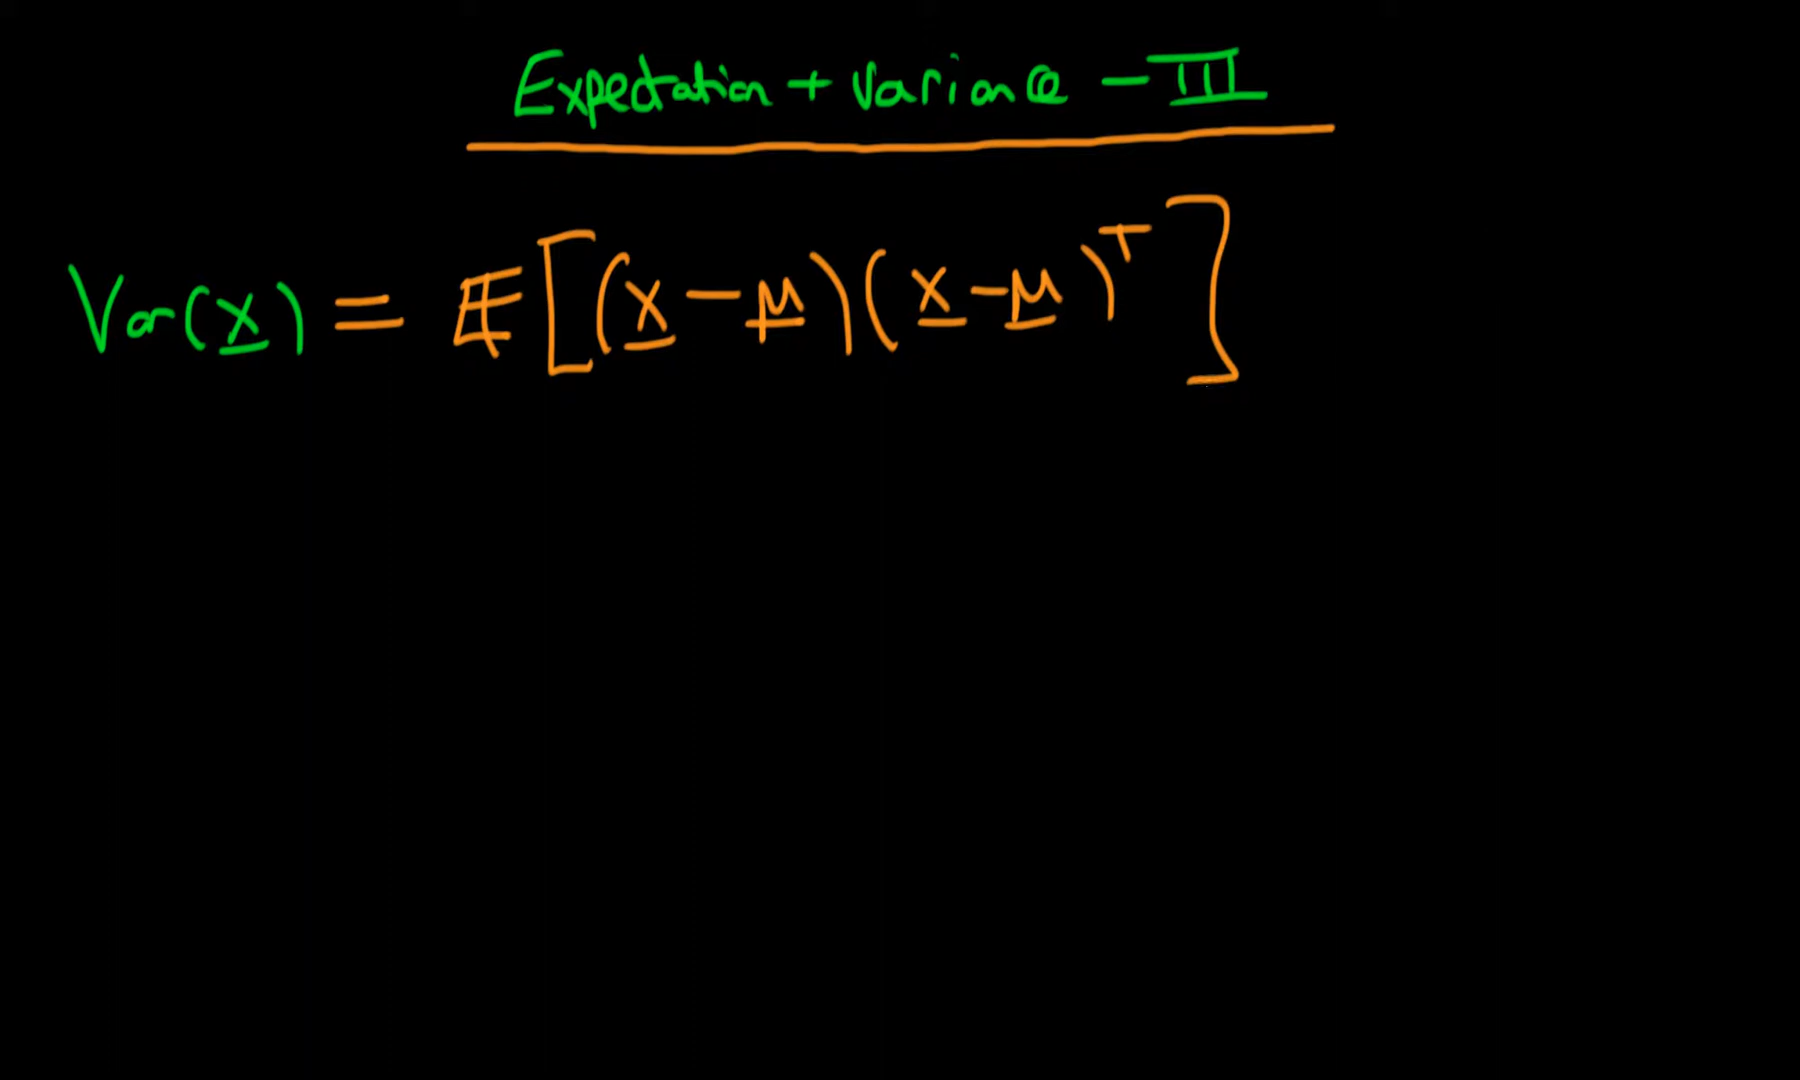 Expectation + Variance - III
Var(x) = E[(x - μ)(x - μ)ᵀ]